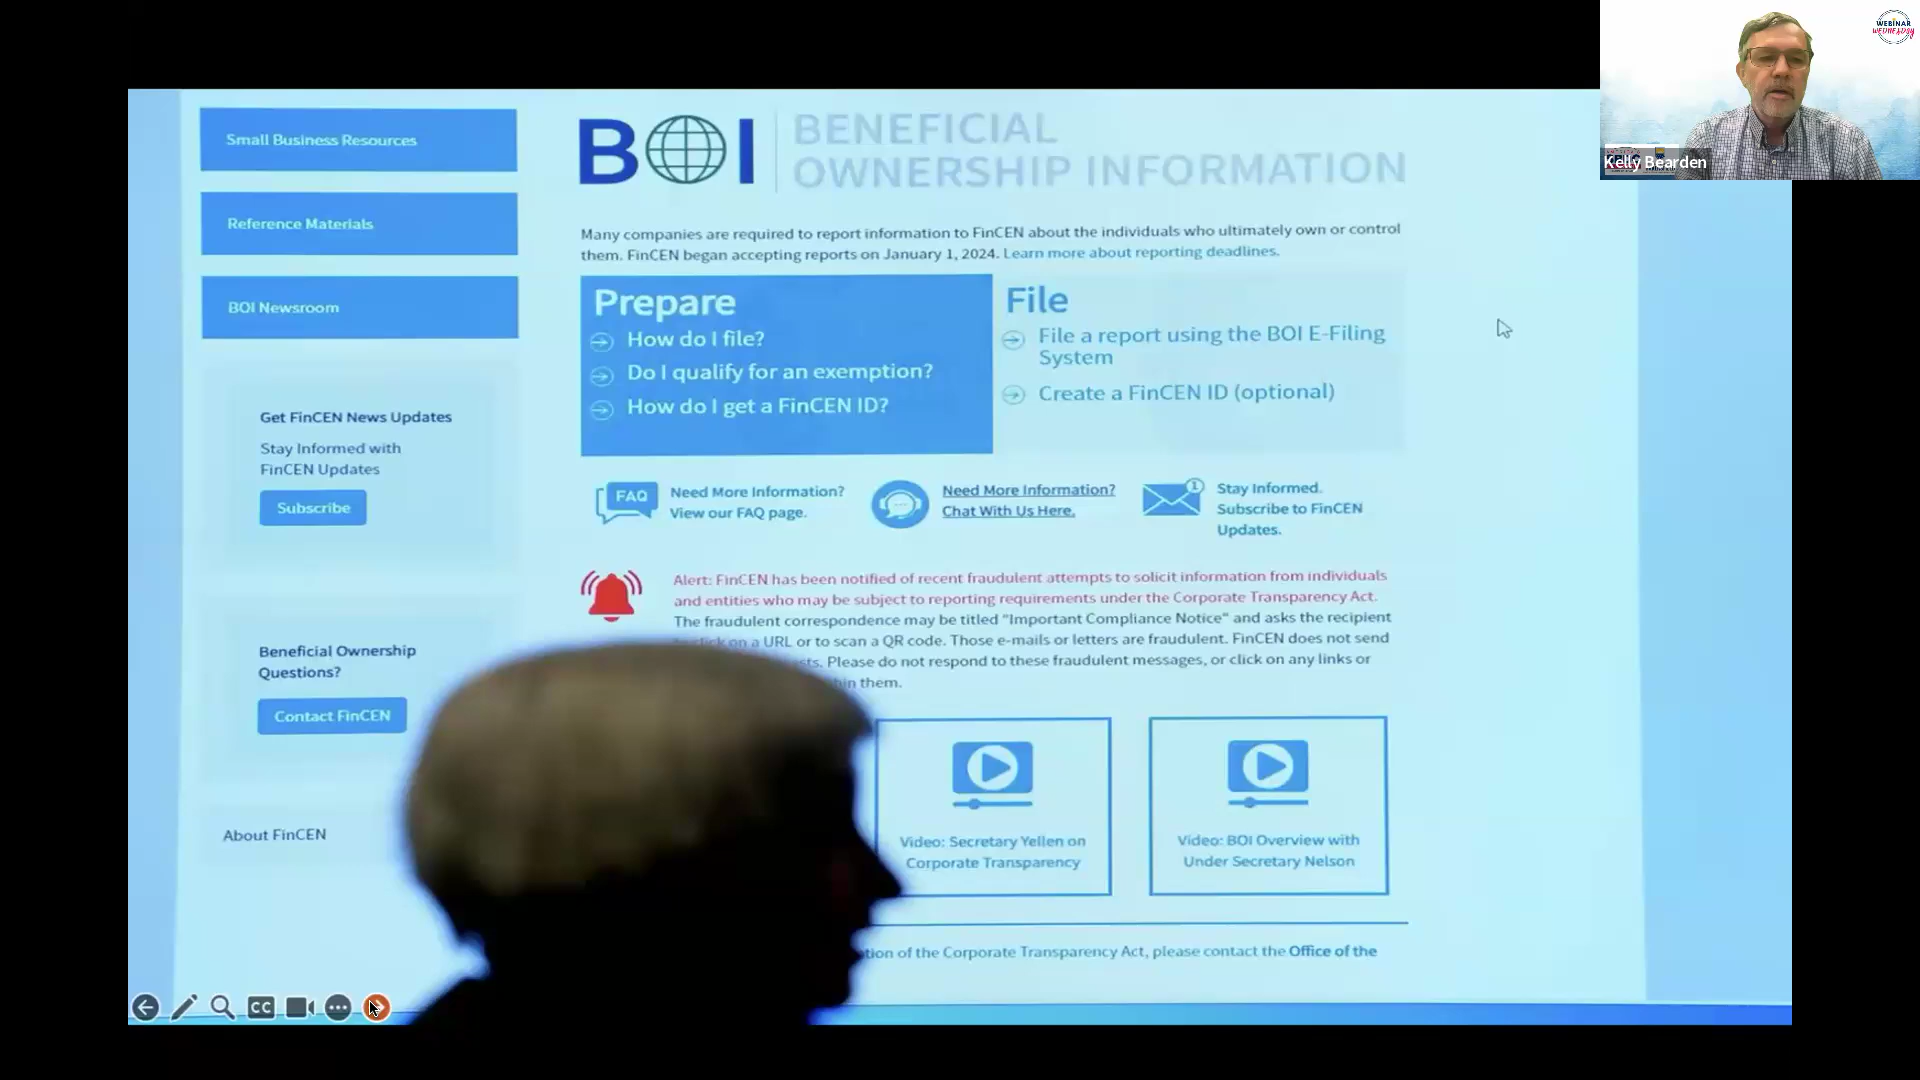 WEBINAR
WEDNESDAY
Kelly Bearden
Small Business Resources
Reference Materials
BOI Newsroom
Get FinCEN News Updates
Stay Informed with
FinCEN Updates
Subscribe
Beneficial Ownership
Questions?
Contact FinCEN
About FinCEN
BOI
BENEFICIAL
OWNERSHIP INFORMATION
Many companies are required to report information to FinCEN about the individuals who ultimately own or control
them. FinCEN began accepting reports on January 1, 2024. Learn more about reporting deadlines.
Prepare
How do I file?
Do I qualify for an exemption?
How do I get a FinCEN ID?
File
File a report using the BOI E-Filing
System
Create a FinCEN ID (optional)
FAQ
Need More Information?
View our FAQ page.
Need More Information?
Chat With Us Here.
1
Stay Informed.
Subscribe to FinCEN
Updates.
Alert: FinCEN has been notified of recent fraudulent attempts to solicit information from individuals
and entities who may be subject to reporting requirements under the Corporate Transparency Act.
The fraudulent correspondence may be titled "Important Compliance Notice" and asks the recipient
click on a URL or to scan a QR code. Those e-mails or letters are fraudulent. FinCEN does not send
Please do not respond to these fraudulent messages, or click on any links or
them.
Video: Secretary Yellen on
Corporate Transparency
Video: BOI Overview with
Under Secretary Nelson
of the Corporate Transparency Act, please contact the Office of the
CC